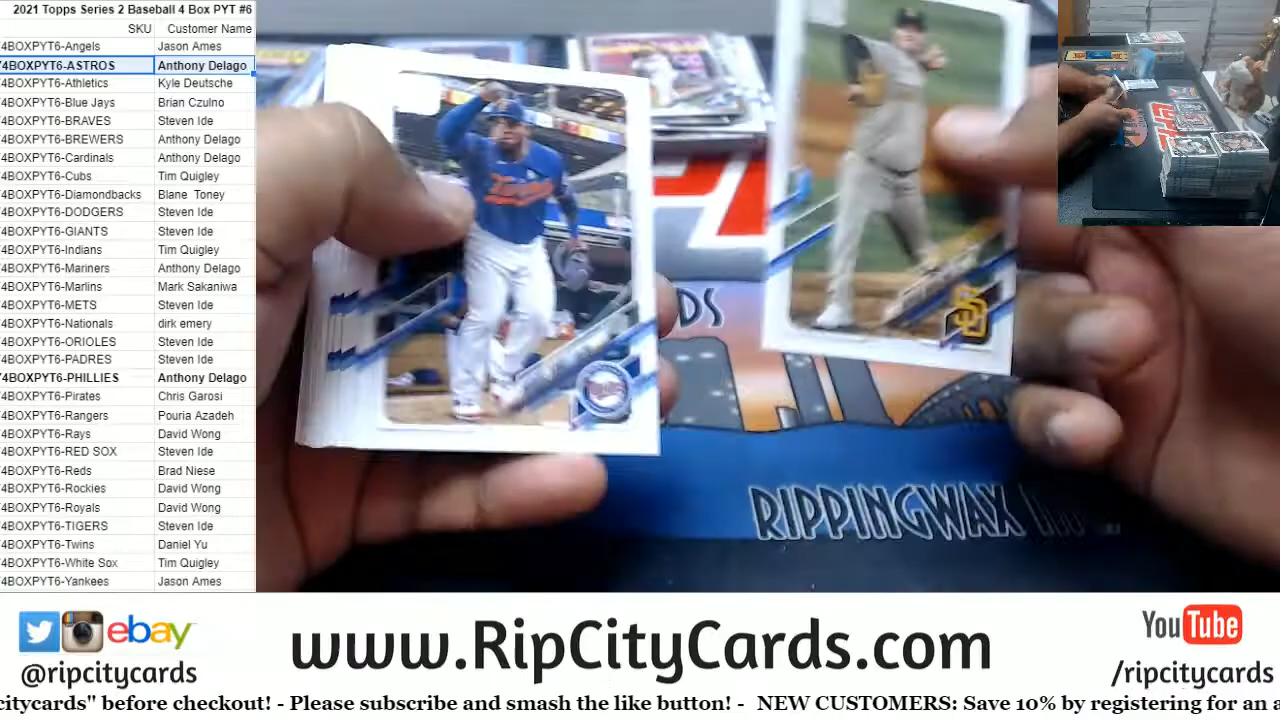 2021 Topps Series 2 Baseball 4 Box PYT #6
SKU Customer Name
4BOXPYT6-Angels Jason Ames
4BOXPYT6-ASTROS Anthony Delago
4BOXPYT6-Athletics Kyle Deutsche
4BOXPYT6-Blue Jays Brian Czulno
4BOXPYT6-BRAVES Steven Ide
4BOXPYT6-BREWERS Anthony Delago
4BOXPYT6-Cardinals Anthony Delago
4BOXPYT6-Cubs Tim Quigley
4BOXPYT6-Diamondbacks Blane Toney
4BOXPYT6-DODGERS Steven Ide
4BOXPYT6-GIANTS Steven Ide
4BOXPYT6-Indians Tim Quigley
4BOXPYT6-Mariners Anthony Delago
4BOXPYT6-Marlins Mark Sakaniwa
4BOXPYT6-METS Steven Ide
4BOXPYT6-Nationals dirk emery
4BOXPYT6-ORIOLES Steven Ide
4BOXPYT6-PADRES Steven Ide
4BOXPYT6-PHILLIES Anthony Delago
4BOXPYT6-Pirates Chris Garosi
4BOXPYT6-Rangers Pouria Azadeh
4BOXPYT6-Rays David Wong
4BOXPYT6-RED SOX Steven Ide
4BOXPYT6-Reds Brad Niese
4BOXPYT6-Rockies David Wong
4BOXPYT6-Royals David Wong
4BOXPYT6-TIGERS Steven Ide
4BOXPYT6-Twins Daniel Yu
4BOXPYT6-White Sox Tim Quigley
4BOXPYT6-Yankees Jason Ames
SD
DS
RIPPINGWAX
ebay
@ripcitycards
www.RipCityCards.com
YouTube
/ripcitycards
citycards" before checkout! - Please subscribe and smash the like button! - NEW CUSTOMERS: Save 10% by registering for an a